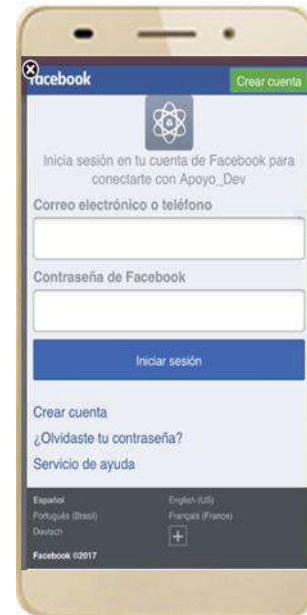 facebook
Crear cuenta
Inicia sesión en tu cuenta de Facebook para
conectarte con Apoyo_Dev
Correo electrónico o teléfono
Contraseña de Facebook
Iniciar sesión
Crear cuenta
¿Olvidaste tu contraseña?
Servicio de ayuda
Español English (US)
Português (Brasil) Français (France)
Deutsch
Facebook ©2017